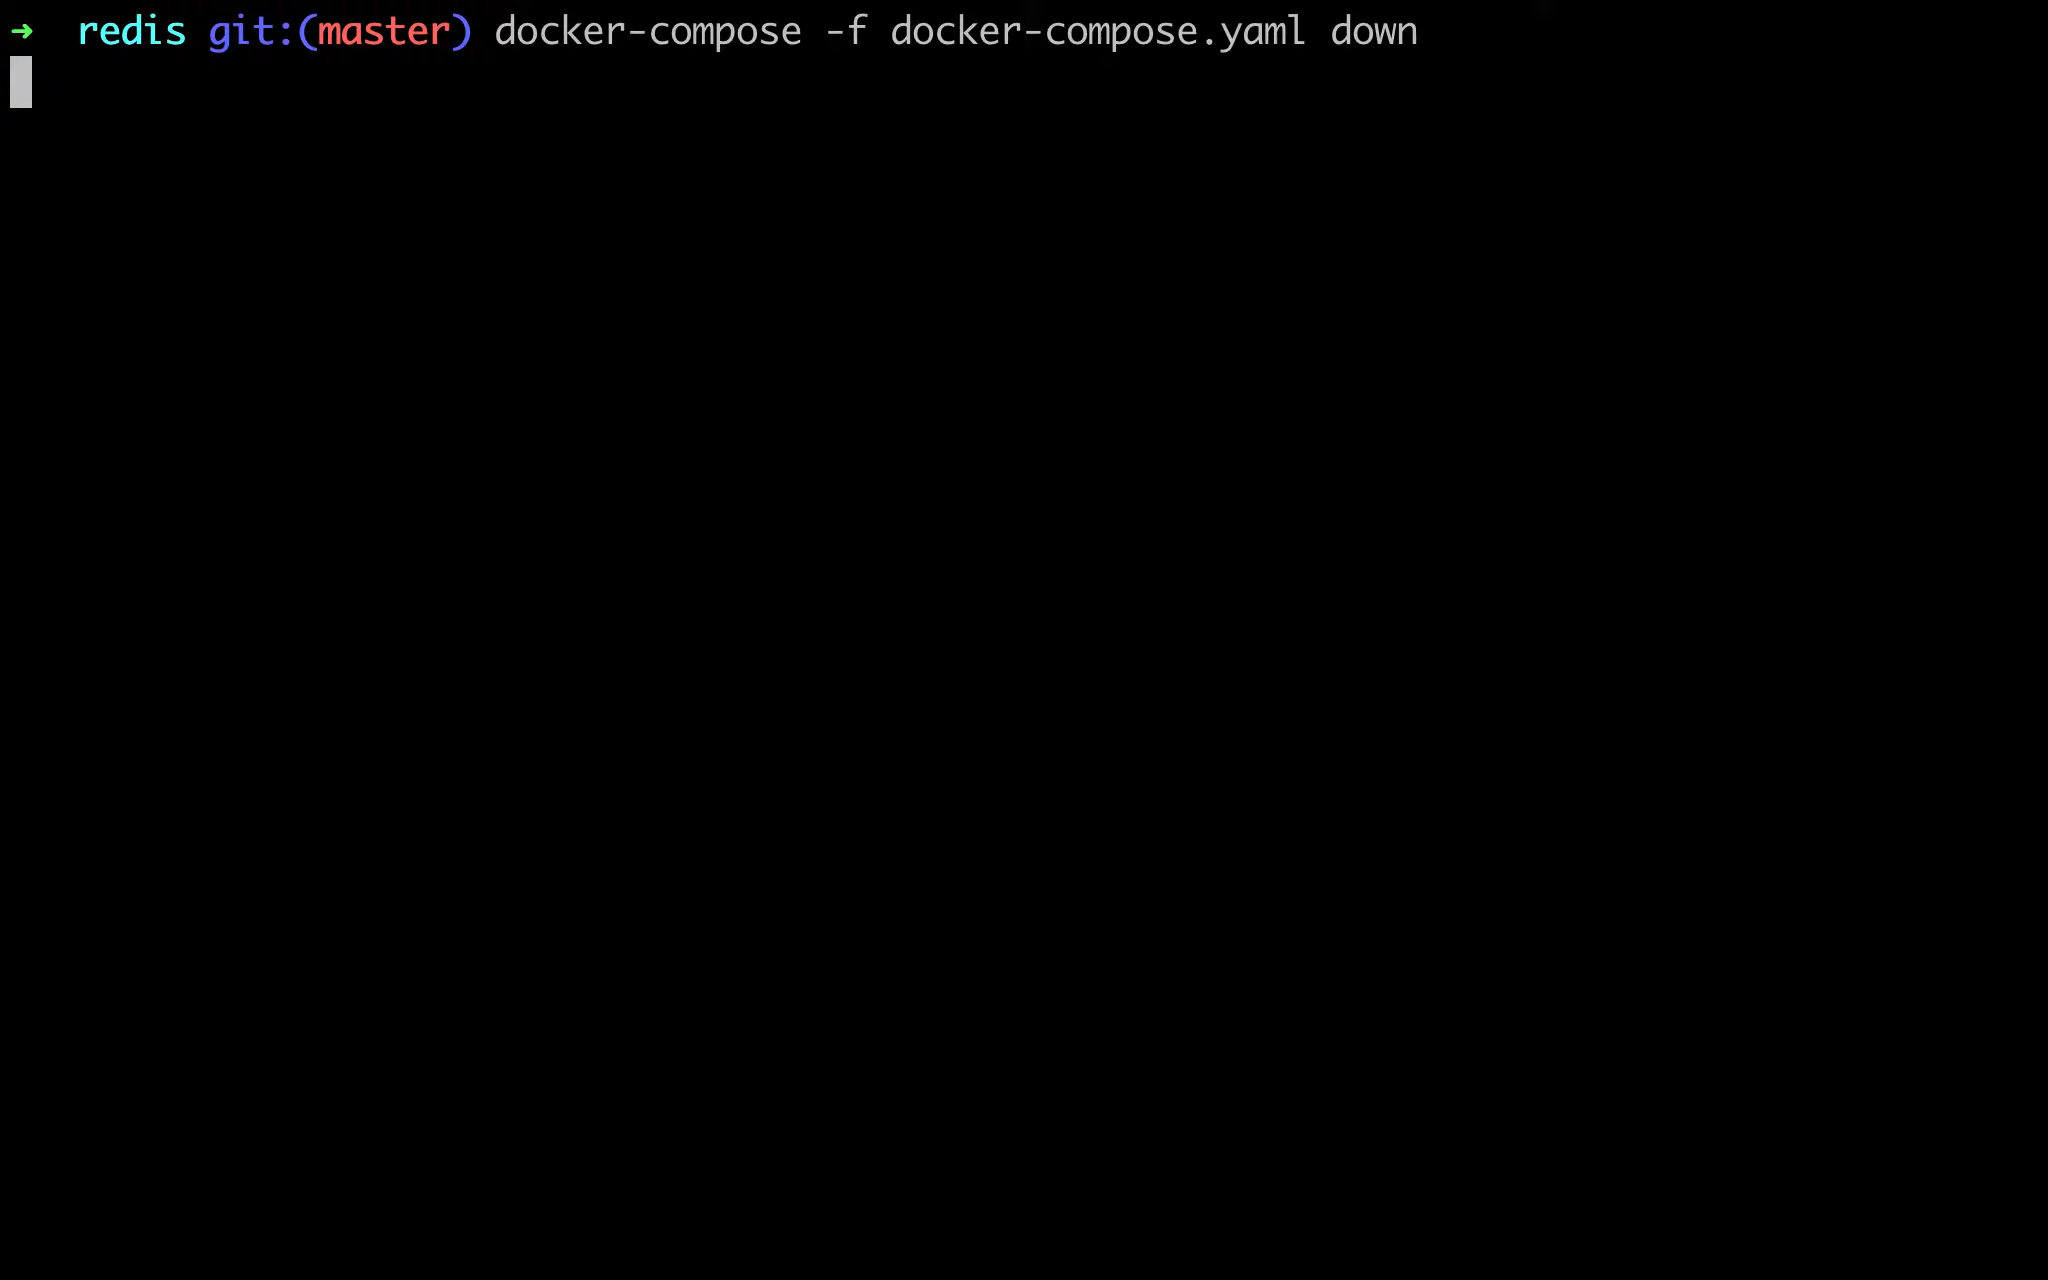 ➜  redis git:(master) docker-compose -f docker-compose.yaml down